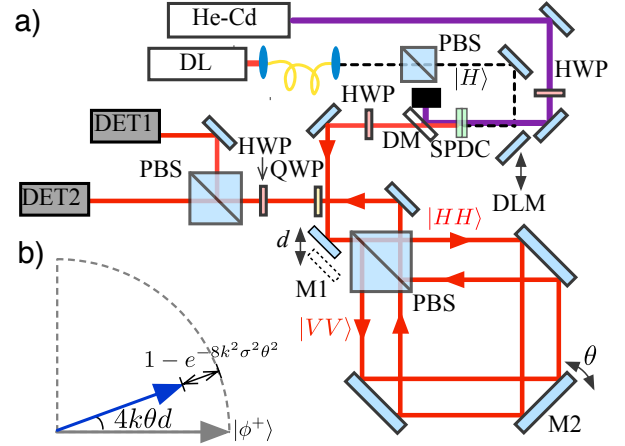 a)
He-Cd
DL
PBS
|H⟩
HWP
HWP
DM
SPDC
DLM
DET1
PBS
HWP
QWP
DET2
d
|HH⟩
M1
PBS
|VV⟩
θ
M2
b)
1 − e^{−8k²σ²θ²}
4kθd
|ϕ⁺⟩